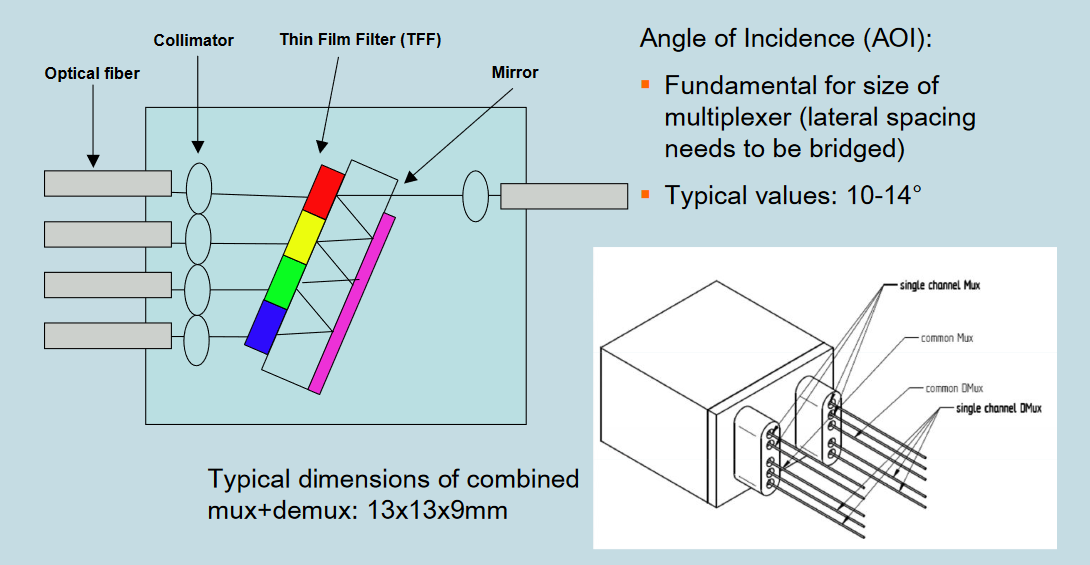 Collimator
Thin Film Filter (TFF)
Optical fiber
Mirror
Angle of Incidence (AOI):
Fundamental for size of
multiplexer (lateral spacing
needs to be bridged)
Typical values: 10-14°
single channel Mux
common Mux
common DMux
single channel DMux
Typical dimensions of combined
mux+demux: 13x13x9mm